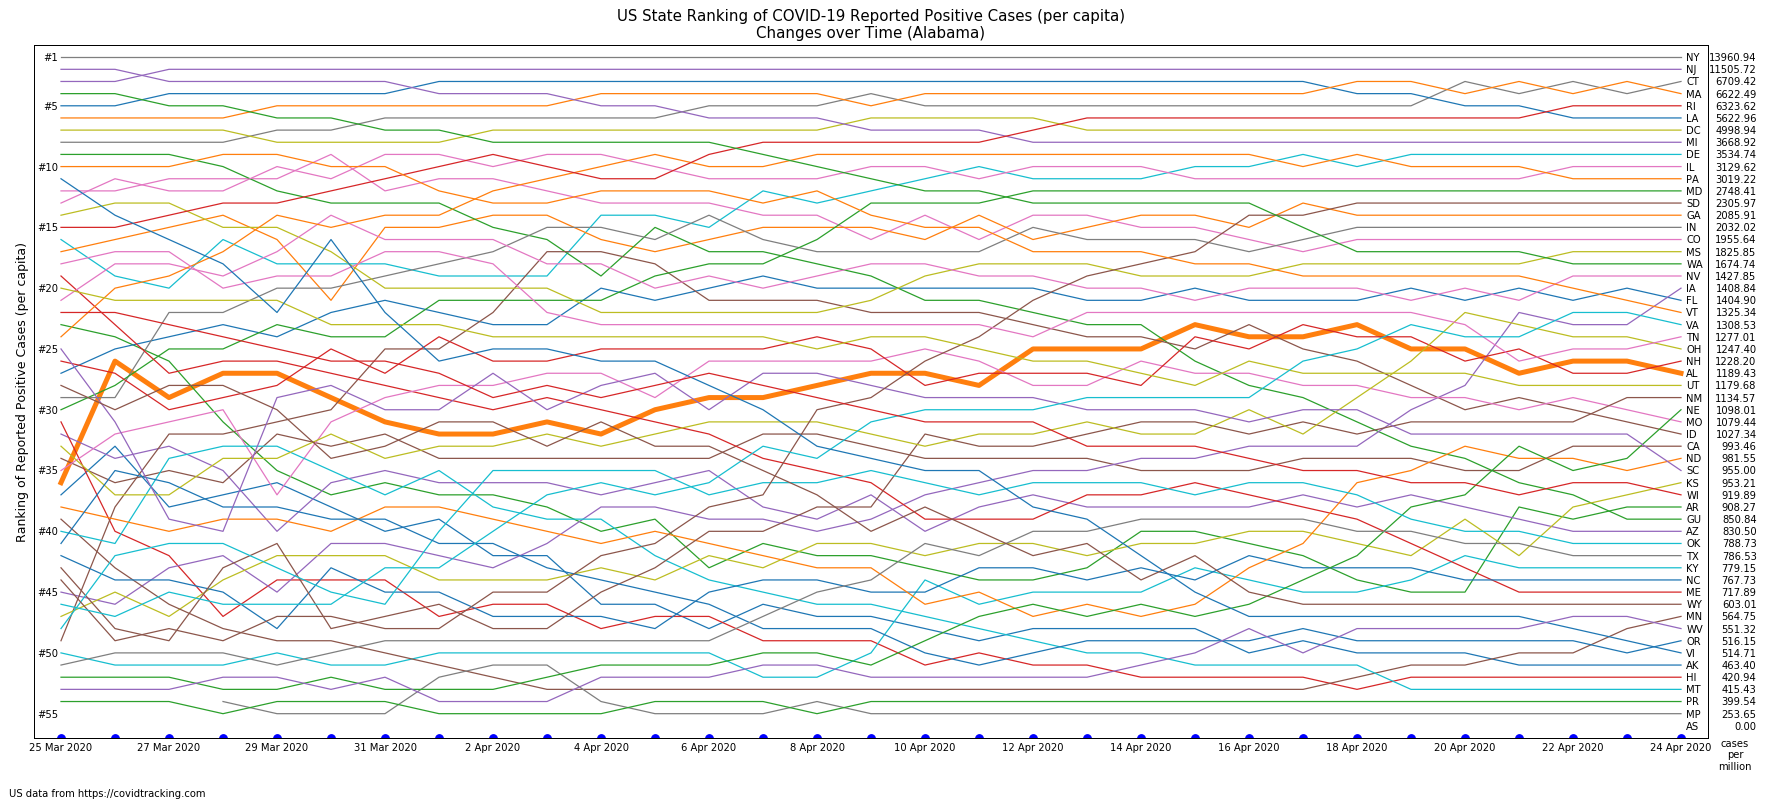 US State Ranking of COVID-19 Reported Positive Cases (per capita)
Changes over Time (Alabama)
Ranking of Reported Positive Cases (per capita)
#1
#5
#10
#15
#20
#25
#30
#35
#40
#45
#50
#55
NY 13960.94
NJ 11505.72
CT 6709.42
MA 6622.49
RI 6323.62
LA 5622.96
DC 4998.94
MI 3668.92
DE 3534.74
IL 3129.62
PA 3019.22
MD 2748.41
SD 2305.97
GA 2085.91
IN 2032.02
CO 1955.64
MS 1825.85
WA 1674.74
NV 1427.85
IA 1408.84
FL 1404.90
VT 1325.34
VA 1308.53
TN 1277.01
OH 1247.40
NH 1228.20
AL 1189.43
UT 1179.68
NM 1134.57
NE 1098.01
MO 1079.44
ID 1027.34
CA 993.46
ND 981.55
SC 955.00
KS 953.21
WI 919.89
AR 908.27
GU 850.84
AZ 830.50
OK 788.73
TX 786.53
KY 779.15
NC 767.73
ME 717.89
WY 603.01
MN 564.75
WV 551.32
OR 516.15
VI 514.71
AK 463.40
HI 420.94
MT 415.43
PR 399.54
MP 253.65
AS 0.00
25 Mar 2020 27 Mar 2020 29 Mar 2020 31 Mar 2020 2 Apr 2020 4 Apr 2020 6 Apr 2020 8 Apr 2020 10 Apr 2020 12 Apr 2020 14 Apr 2020 16 Apr 2020 18 Apr 2020 20 Apr 2020 22 Apr 2020 24 Apr 2020
cases
per
million
US data from https://covidtracking.com